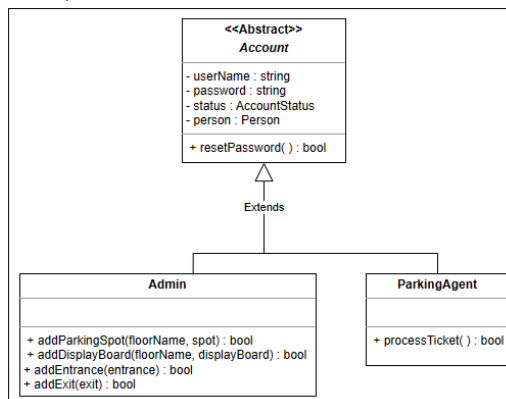 <<Abstract>>
Account
- userName : string
- password : string
- status : AccountStatus
- person : Person
+ resetPassword( ) : bool
Extends
Admin
+ addParkingSpot(floorName, spot) : bool
+ addDisplayBoard(floorName, displayBoard) : bool
+ addEntrance(entrance) : bool
+ addExit(exit) : bool
ParkingAgent
+ processTicket( ) : bool